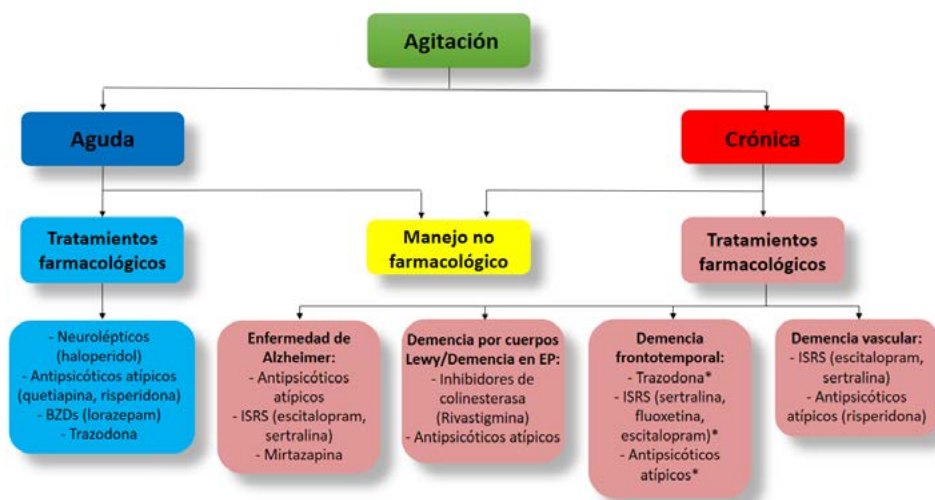 Agitación
Aguda
Crónica
Tratamientos
farmacológicos
Manejo no
farmacológico
Tratamientos
farmacológicos
- Neurolépticos
(haloperidol)
- Antipsicóticos atípicos
(quetiapina, risperidona)
- BZDs (lorazepam)
- Trazodona
Enfermedad de
Alzheimer:
- Antipsicóticos
atípicos
- ISRS (escitalopram,
sertralina)
- Mirtazapina
Demencia por cuerpos
Lewy/Demencia en EP:
- Inhibidores de
colinesterasa
(Rivastigmina)
- Antipsicóticos atípicos
Demencia
frontotemporal:
- Trazodona*
- ISRS (sertralina,
fluoxetina,
escitalopram)*
- Antipsicóticos
atípicos*
Demencia vascular:
- ISRS (escitalopram,
sertralina)
- Antipsicóticos
atípicos (risperidona)